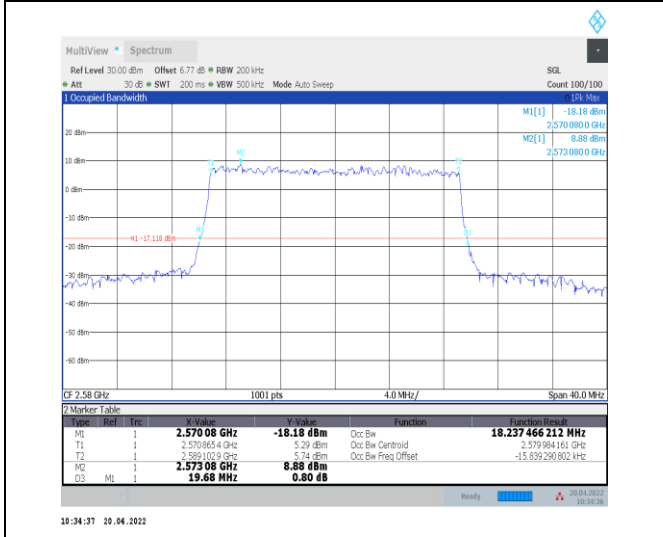 MultiView Spectrum
Ref Level 30.00 dBm Offset 6.77 dB RBW 200 kHz SGL
Att 30 dB SWT 200 ms VBW 500 kHz Mode Auto Sweep Count 100/100
1 Occupied Bandwidth 1Pk Max
M1[1] -18.18 dBm
2.570 080 0 GHz
M2[1] 8.88 dBm
2.573 080 0 GHz
20 dBm
M2
T1 T2
10 dBm
0 dBm
-10 dBm
M1 D3
H1 -17.118 dBm
-20 dBm
-30 dBm
-40 dBm
-50 dBm
-60 dBm
CF 2.58 GHz 1001 pts 4.0 MHz/ Span 40.0 MHz
2 Marker Table
Type Ref Trc X-Value Y-Value Function Function Result
M1 1 2.570 08 GHz -18.18 dBm Occ Bw 18.237 466 212 MHz
T1 1 2.570 865 4 GHz 5.29 dBm Occ Bw Centroid 2.579 984 161 GHz
T2 1 2.589 102 9 GHz 5.74 dBm Occ Bw Freq Offset -15.839 290 802 kHz
M2 1 2.573 08 GHz 8.88 dBm
D3 M1 1 19.68 MHz 0.80 dB
Ready 20.04.2022
10:34:36
10:34:37 20.04.2022